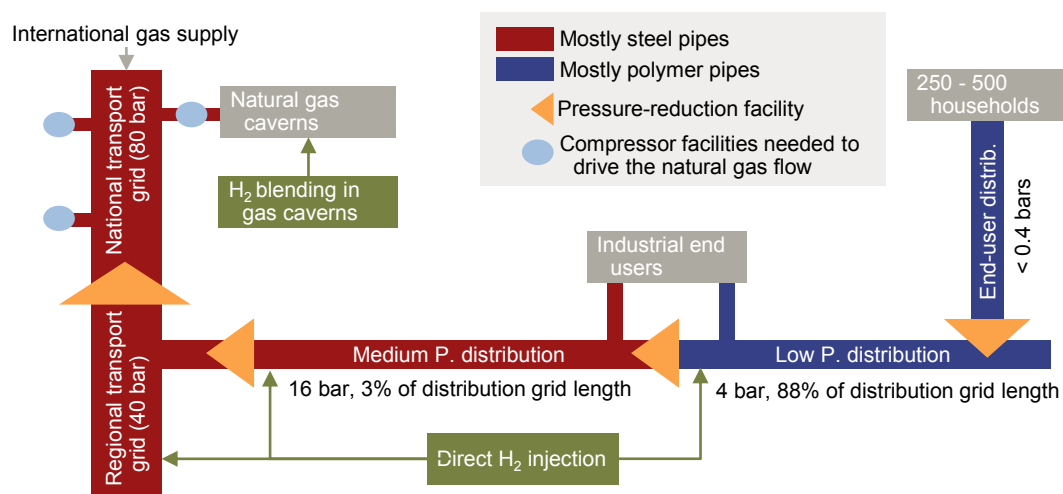 International gas supply
National transport
grid (80 bar)
Regional transport
grid (40 bar)
Natural gas
caverns
H₂ blending in
gas caverns
Mostly steel pipes
Mostly polymer pipes
Pressure-reduction facility
Compressor facilities needed to
drive the natural gas flow
250 - 500
households
End-user distrib.
< 0.4 bars
Industrial end
users
Medium P. distribution
Low P. distribution
16 bar, 3% of distribution grid length
4 bar, 88% of distribution grid length
Direct H₂ injection